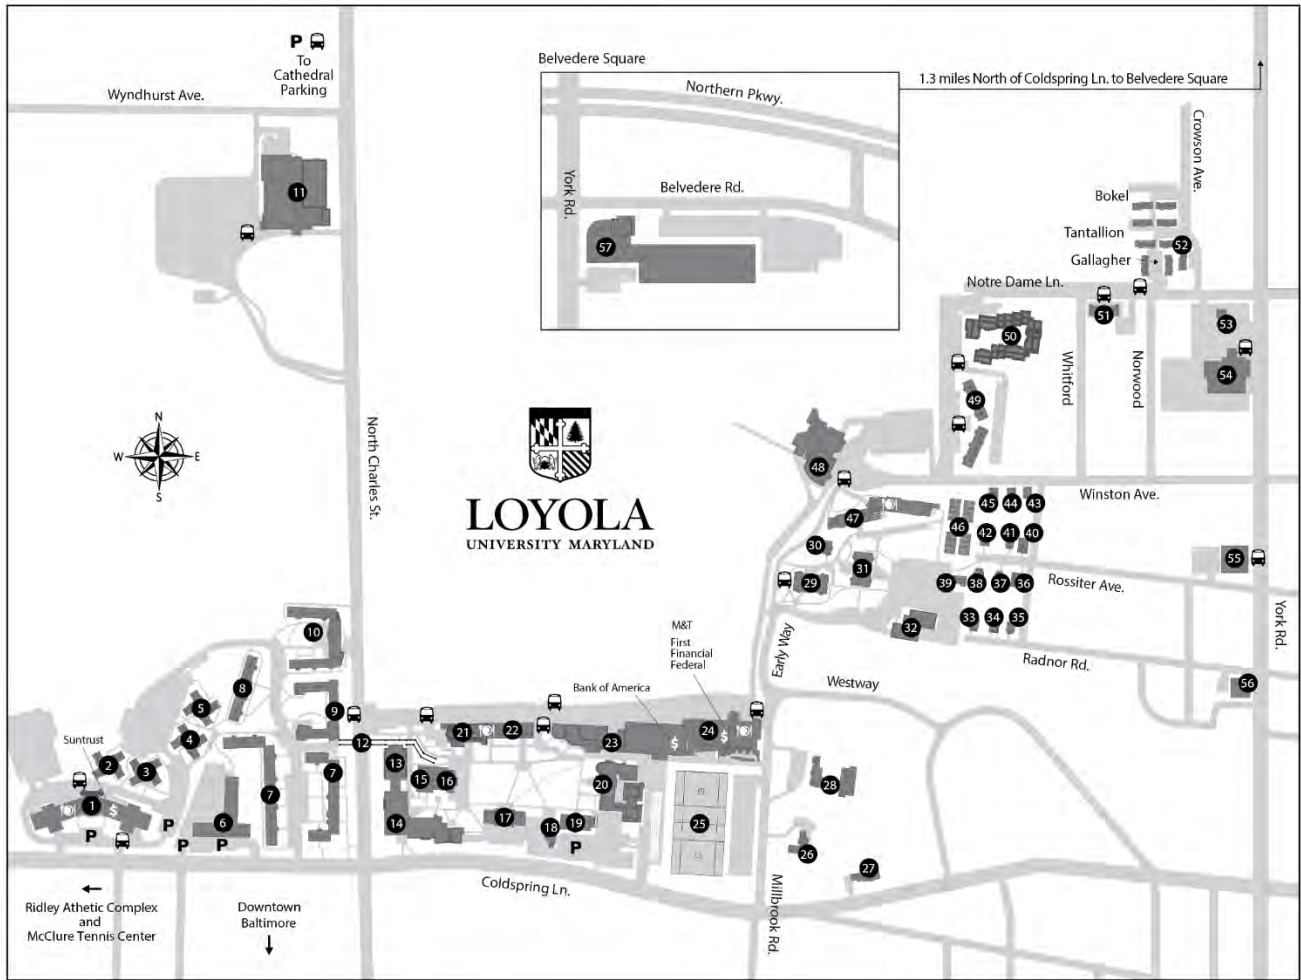 P
To
Cathedral
Parking
Wyndhurst Ave.
Belvedere Square
1.3 miles North of Coldspring Ln. to Belvedere Square
Northern Pkwy.
York Rd.
Belvedere Rd.
57
11
Crowson Ave.
Bokel
Tantallion
52
Gallagher
Notre Dame Ln.
51
53
50
Whitford
Norwood
54
49
N
W E
S
North Charles St.
LOYOLA
UNIVERSITY MARYLAND
48
Winston Ave.
45 44 43
47
46
42 41 40
30
31
29
55
39 38 37 36
Rossiter Ave.
33 34 35
32
Radnor Rd.
York Rd.
56
Early Way
Westway
M&T
First
Financial
Federal
Bank of America
10
8
5
9
4
Suntrust
2
3
7
7
1
$
6
P
P
P
P
12
13
15 16
14
21
22
23
$
24
$
20
17
18
19
P
25
28
26
27
Coldspring Ln.
Millbrook Rd.
Ridley Athetic Complex
and
McClure Tennis Center
Downtown
Baltimore